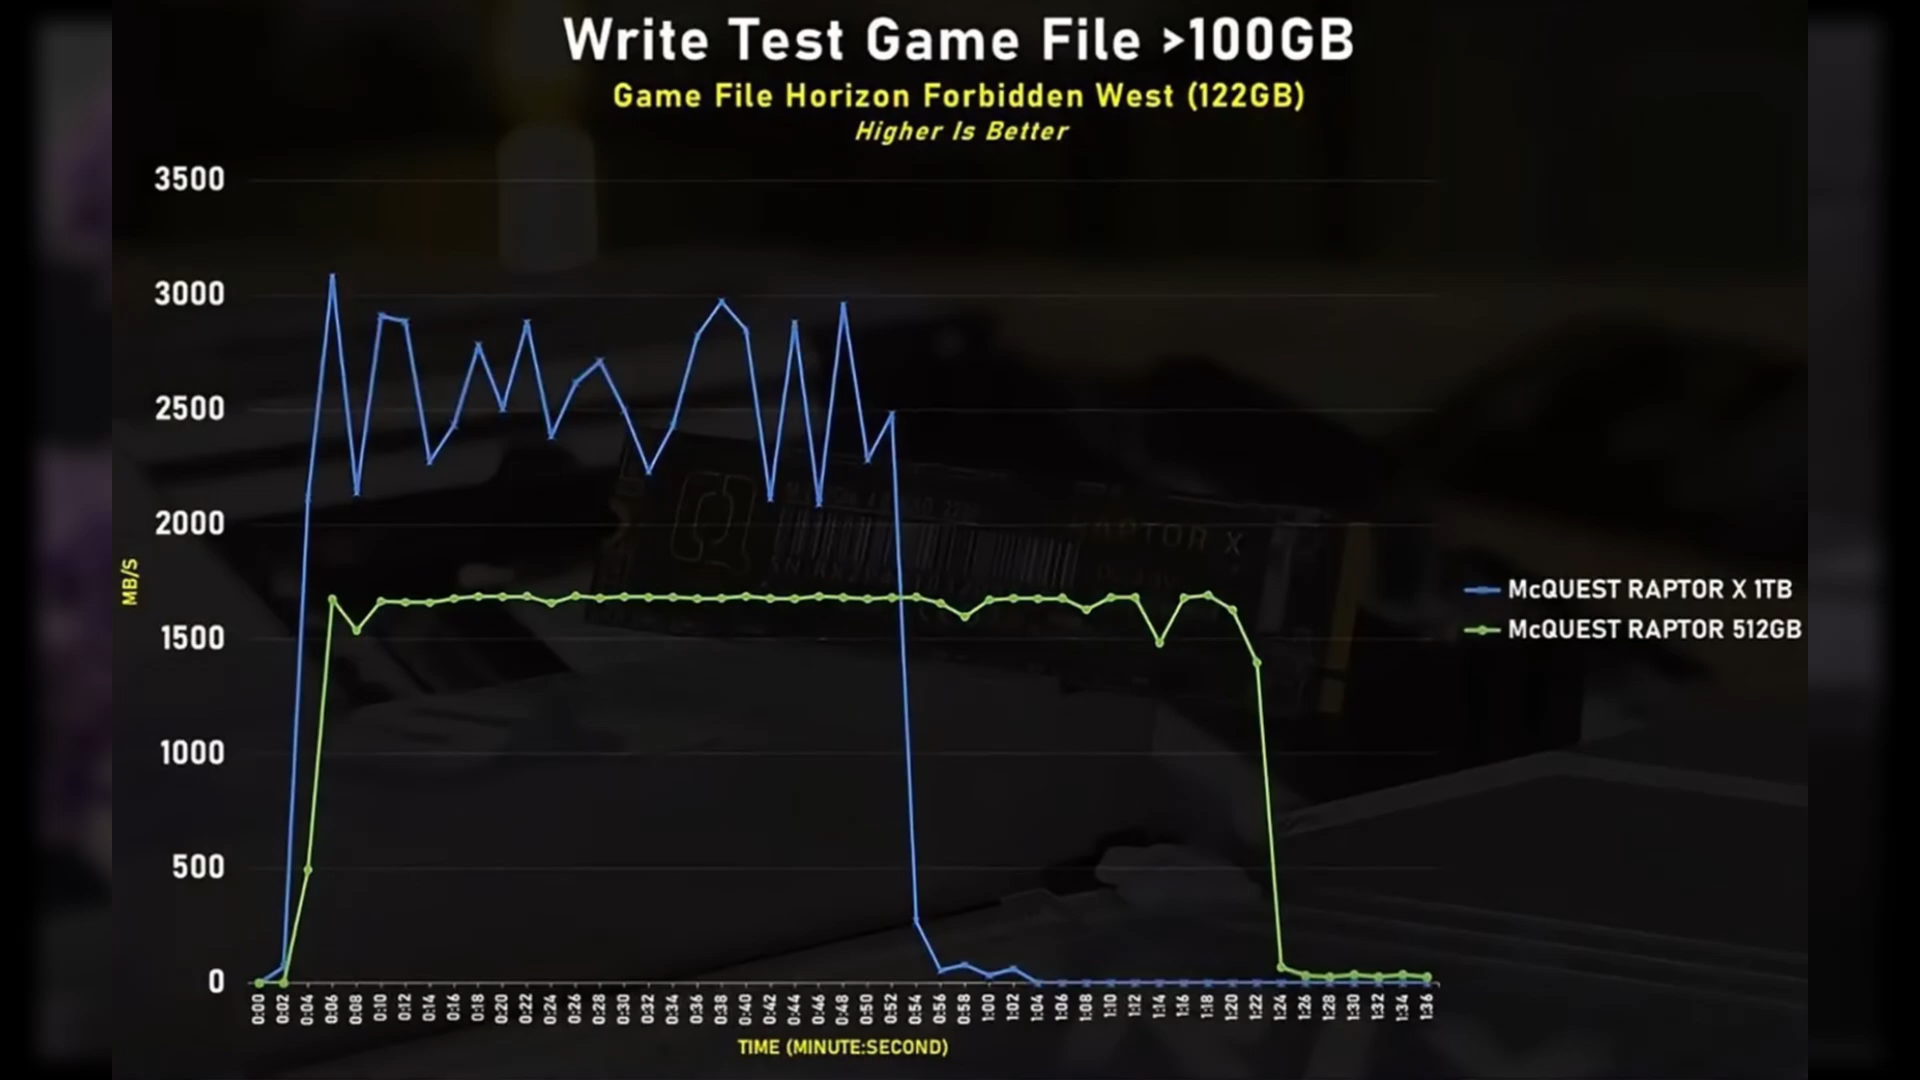 Write Test Game File >100GB
Game File Horizon Forbidden West (122GB)
Higher Is Better
3500
3000
2500
2000
1500
1000
500
0
MB/S
0:00 0:02 0:04 0:06 0:08 0:10 0:12 0:14 0:16 0:18 0:20 0:22 0:24 0:26 0:28 0:30 0:32 0:34 0:36 0:38 0:40 0:42 0:44 0:46 0:48 0:50 0:52 0:54 0:56 0:58 1:00 1:02 1:04 1:06 1:08 1:10 1:12 1:14 1:16 1:18 1:20 1:22 1:24 1:26 1:28 1:30 1:32 1:34 1:36
TIME (MINUTE:SECOND)
McQUEST RAPTOR X 1TB
McQUEST RAPTOR 512GB
RAPTOR X